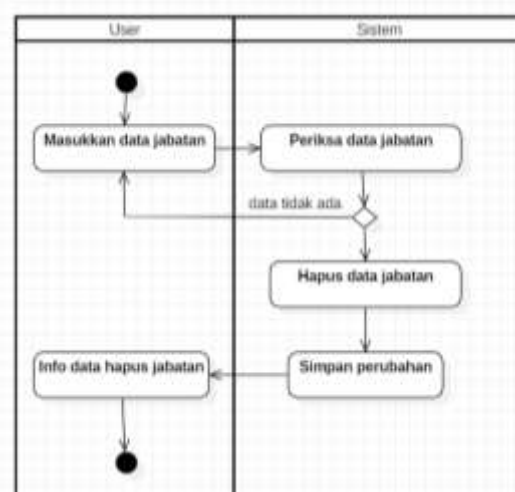 User
Sistem
Masukkan data jabatan
Periksa data jabatan
data tidak ada
Hapus data jabatan
Info data hapus jabatan
Simpan perubahan